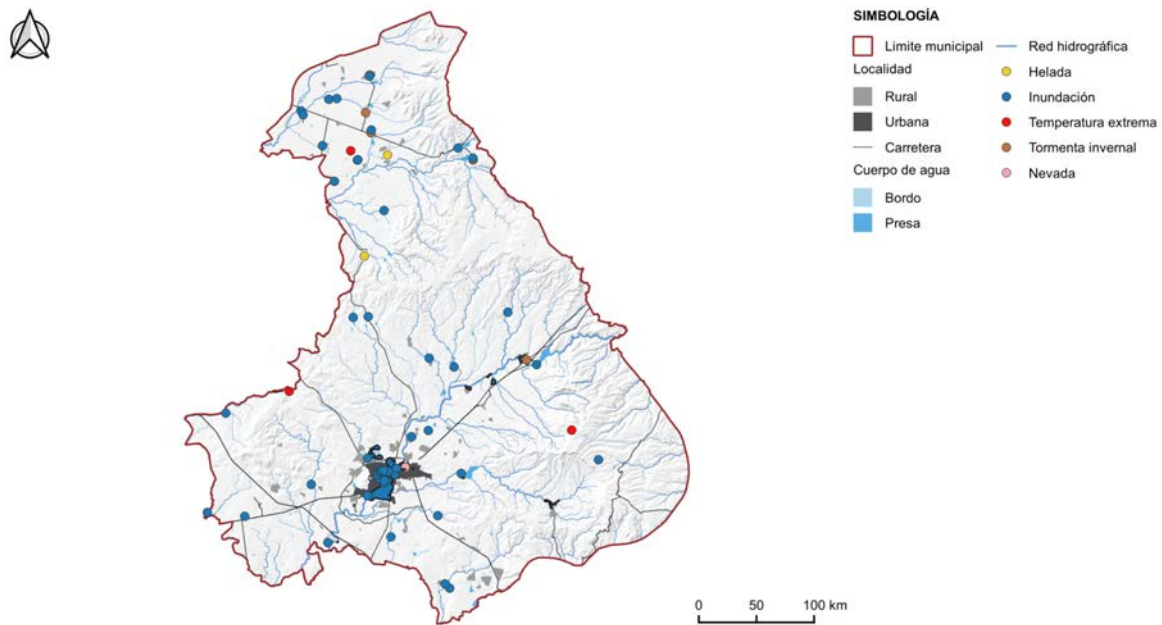 SIMBOLOGÍA
Limite municipal
Red hidrográfica
Localidad
Helada
Rural
Inundación
Urbana
Temperatura extrema
Carretera
Tormenta invernal
Cuerpo de agua
Nevada
Bordo
Presa
0 50 100 km